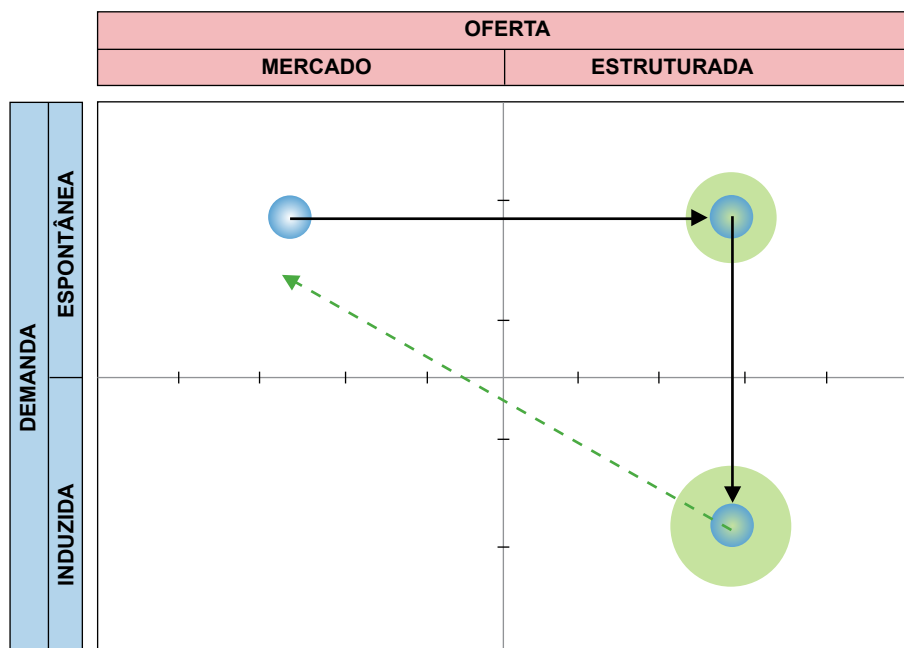 OFERTA
MERCADO
ESTRUTURADA
DEMANDA
ESPONTÂNEA
INDUZIDA